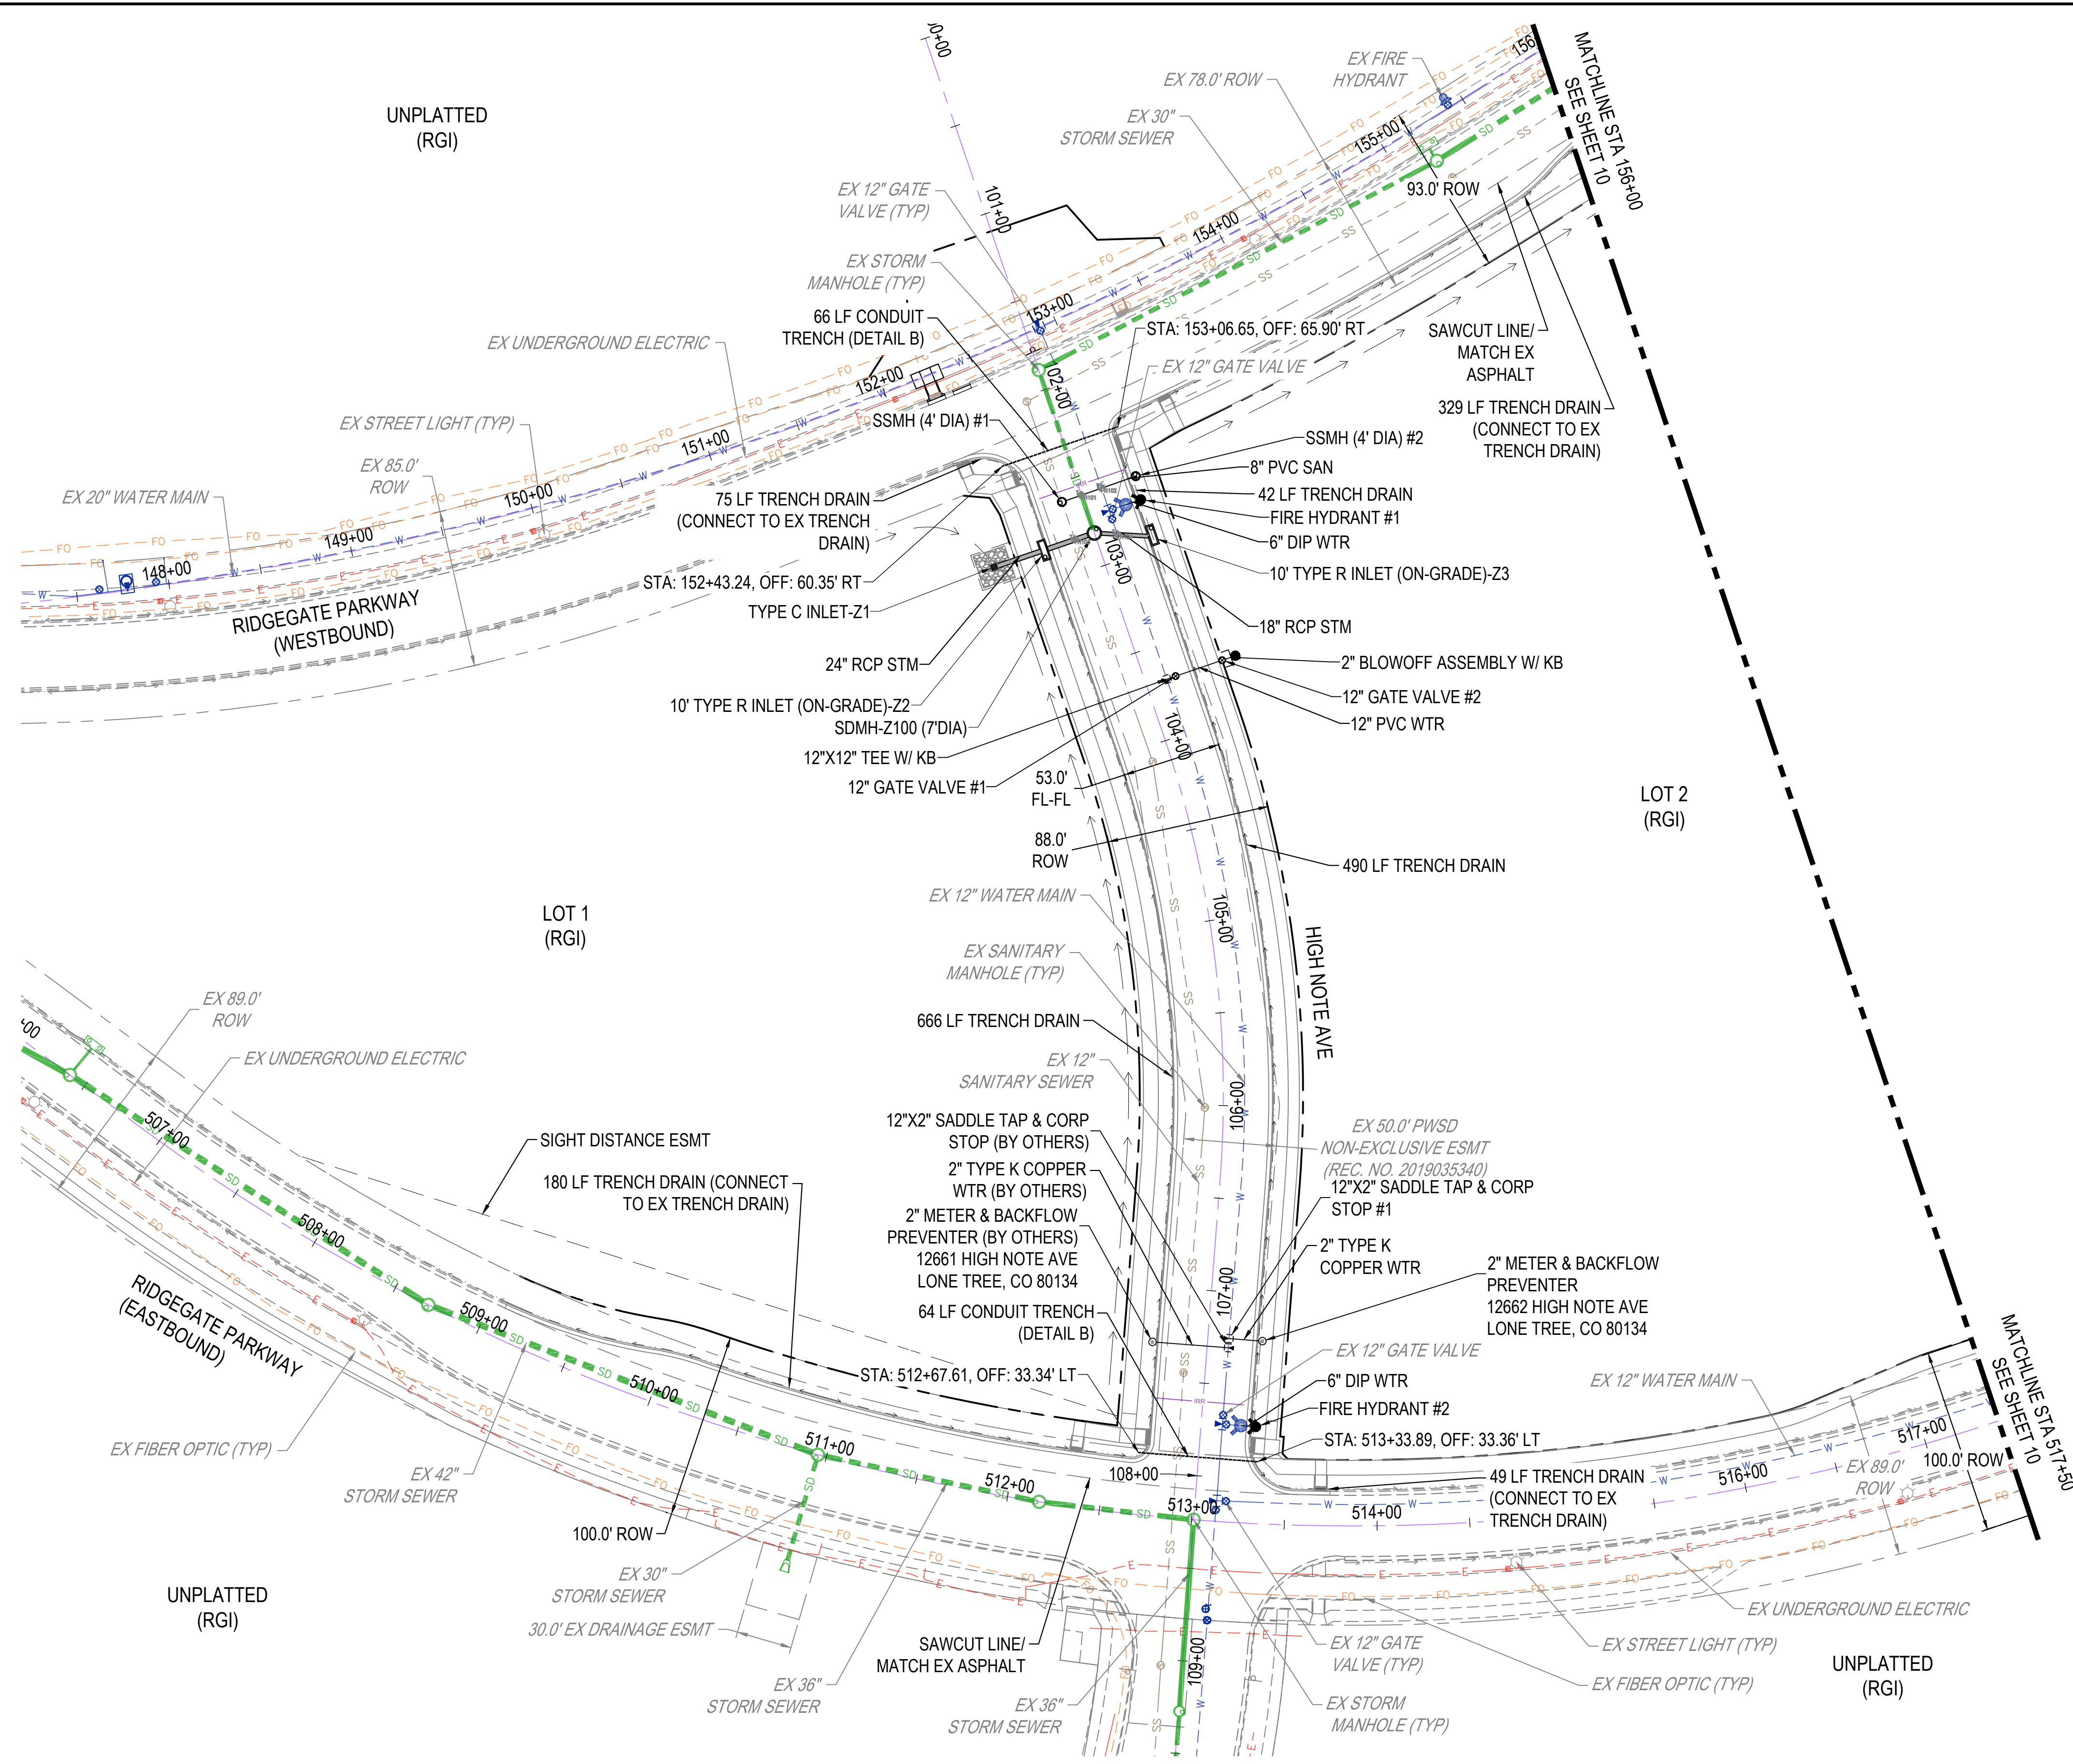 UNPLATTED
(RGI)
0+00
101+00
EX FIRE
HYDRANT
EX 78.0' ROW
EX 30"
STORM SEWER
156
MATCHLINE STA 156+00
SEE SHEET 10
155+00
93.0' ROW
154+00
EX 12" GATE
VALVE (TYP)
EX STORM
MANHOLE (TYP)
66 LF CONDUIT
TRENCH (DETAIL B)
153+00
STA: 153+06.65, OFF: 65.90' RT
EX 12" GATE VALVE
SAWCUT LINE/
MATCH EX
ASPHALT
329 LF TRENCH DRAIN
(CONNECT TO EX
TRENCH DRAIN)
EX UNDERGROUND ELECTRIC
152+00
102+00
EX STREET LIGHT (TYP)
151+00
SSMH (4' DIA) #1
SSMH (4' DIA) #2
8" PVC SAN
42 LF TRENCH DRAIN
FIRE HYDRANT #1
6" DIP WTR
10' TYPE R INLET (ON-GRADE)-Z3
EX 85.0'
ROW
EX 20" WATER MAIN
150+00
149+00
148+00
75 LF TRENCH DRAIN
(CONNECT TO EX TRENCH
DRAIN)
STA: 152+43.24, OFF: 60.35' RT
TYPE C INLET-Z1
103+00
RIDGEGATE PARKWAY
(WESTBOUND)
18" RCP STM
24" RCP STM
2" BLOWOFF ASSEMBLY W/ KB
12" GATE VALVE #2
12" PVC WTR
10' TYPE R INLET (ON-GRADE)-Z2
SDMH-Z100 (7'DIA)
12"X12" TEE W/ KB
12" GATE VALVE #1
104+00
53.0'
FL-FL
88.0'
ROW
LOT 2
(RGI)
490 LF TRENCH DRAIN
EX 12" WATER MAIN
105+00
LOT 1
(RGI)
EX SANITARY
MANHOLE (TYP)
HIGH NOTE AVE
666 LF TRENCH DRAIN
EX 12"
SANITARY SEWER
106+00
EX 89.0'
ROW
+00
EX UNDERGROUND ELECTRIC
507+00
SIGHT DISTANCE ESMT
180 LF TRENCH DRAIN (CONNECT
TO EX TRENCH DRAIN)
12"X2" SADDLE TAP & CORP
STOP (BY OTHERS)
2" TYPE K COPPER
WTR (BY OTHERS)
2" METER & BACKFLOW
PREVENTER (BY OTHERS)
12661 HIGH NOTE AVE
LONE TREE, CO 80134
64 LF CONDUIT TRENCH
(DETAIL B)
EX 50.0' PWSD
NON-EXCLUSIVE ESMT
(REC. NO. 2019035340)
12"X2" SADDLE TAP & CORP
STOP #1
2" TYPE K
COPPER WTR
2" METER & BACKFLOW
PREVENTER
12662 HIGH NOTE AVE
LONE TREE, CO 80134
107+00
508+00
509+00
510+00
RIDGEGATE PARKWAY
(EASTBOUND)
STA: 512+67.61, OFF: 33.34' LT
EX 12" GATE VALVE
6" DIP WTR
FIRE HYDRANT #2
STA: 513+33.89, OFF: 33.36' LT
EX 12" WATER MAIN
MATCHLINE STA 517+50
SEE SHEET 10
517+00
100.0' ROW
EX FIBER OPTIC (TYP)
EX 42"
STORM SEWER
511+00
100.0' ROW
512+00
108+00
513+00
514+00
49 LF TRENCH DRAIN
(CONNECT TO EX
TRENCH DRAIN)
516+00
EX 89.0'
ROW
UNPLATTED
(RGI)
EX 30"
STORM SEWER
30.0' EX DRAINAGE ESMT
SAWCUT LINE/
MATCH EX ASPHALT
EX 36"
STORM SEWER
EX 36"
STORM SEWER
109+00
EX 12" GATE
VALVE (TYP)
EX STORM
MANHOLE (TYP)
EX UNDERGROUND ELECTRIC
EX STREET LIGHT (TYP)
EX FIBER OPTIC (TYP)
UNPLATTED
(RGI)